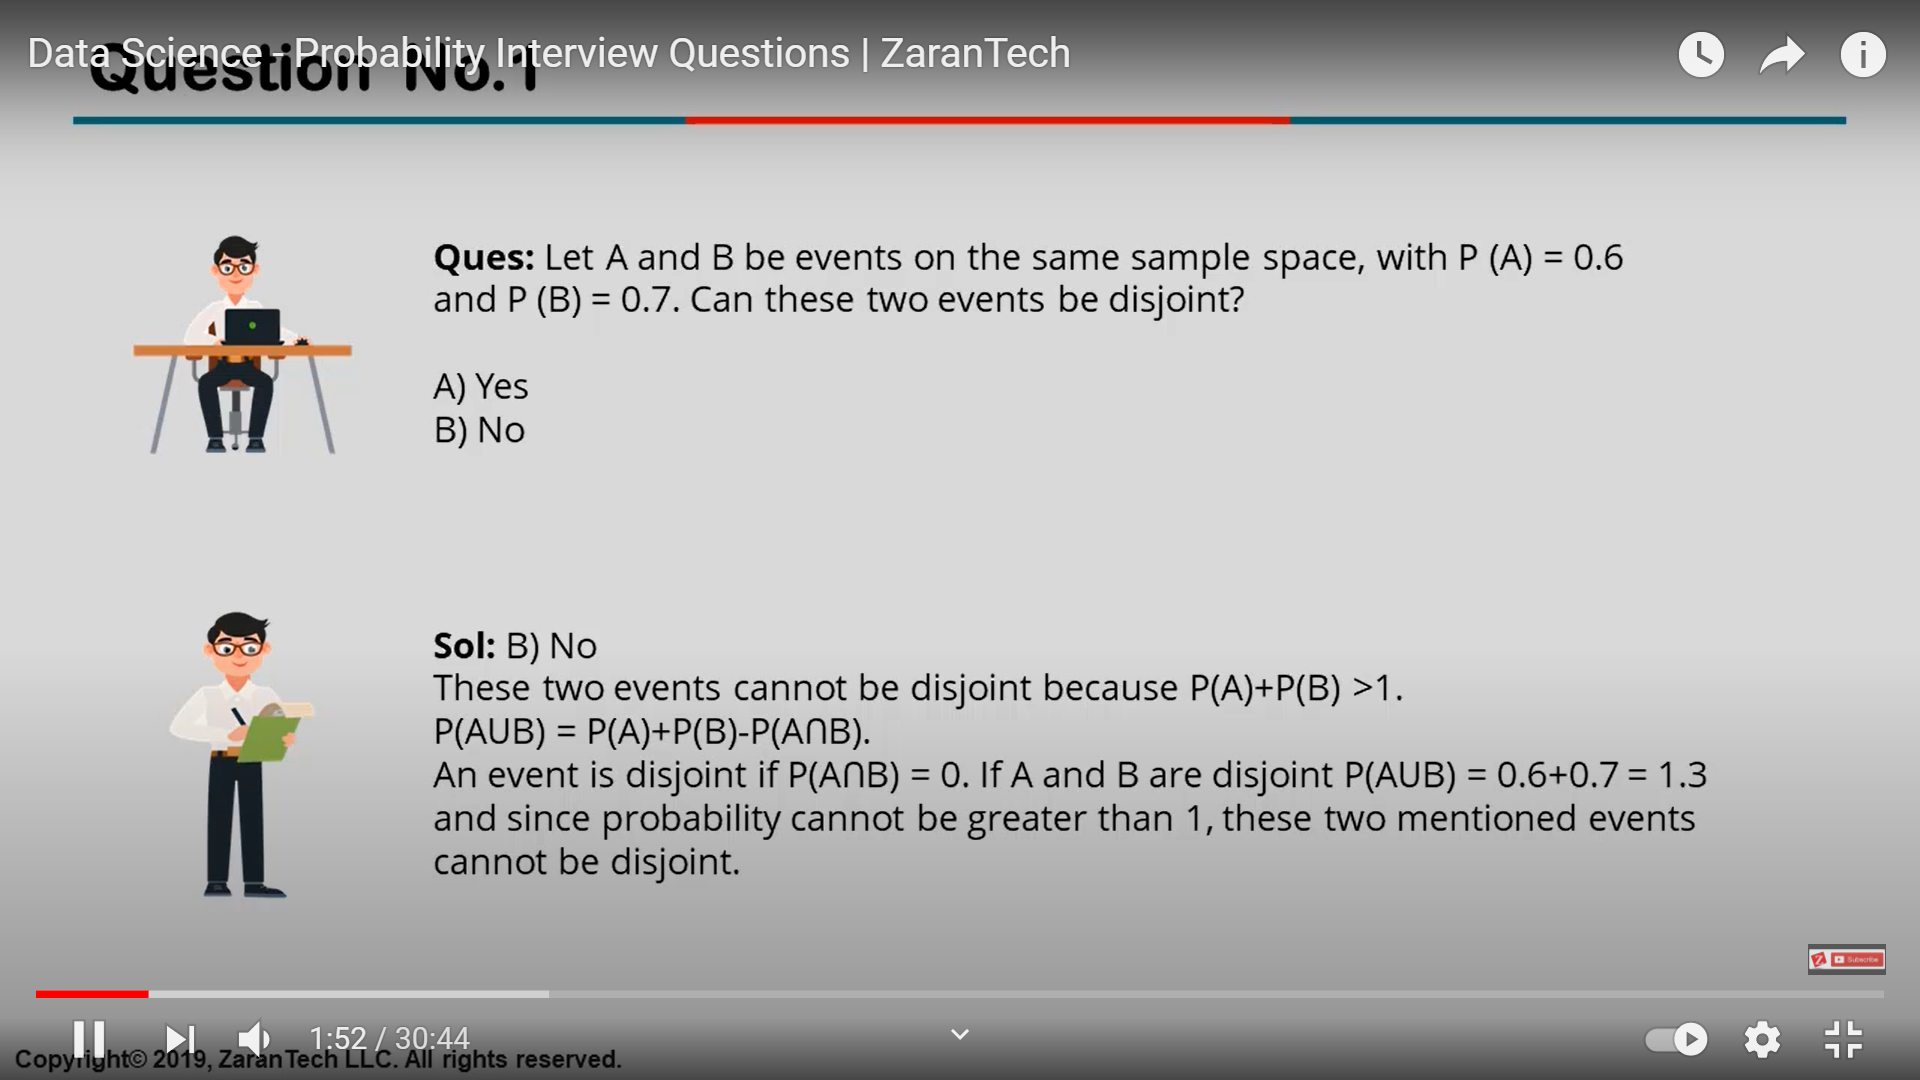 Data Science - Probability Interview Questions | ZaranTech
Question No.1
Ques: Let A and B be events on the same sample space, with P (A) = 0.6
and P (B) = 0.7. Can these two events be disjoint?
A) Yes
B) No
Sol: B) No
These two events cannot be disjoint because P(A)+P(B) >1.
P(AUB) = P(A)+P(B)-P(A∩B).
An event is disjoint if P(A∩B) = 0. If A and B are disjoint P(AUB) = 0.6+0.7 = 1.3
and since probability cannot be greater than 1, these two mentioned events
cannot be disjoint.
Subscribe
1:52 / 30:44
Copyright© 2019, ZaranTech LLC. All rights reserved.